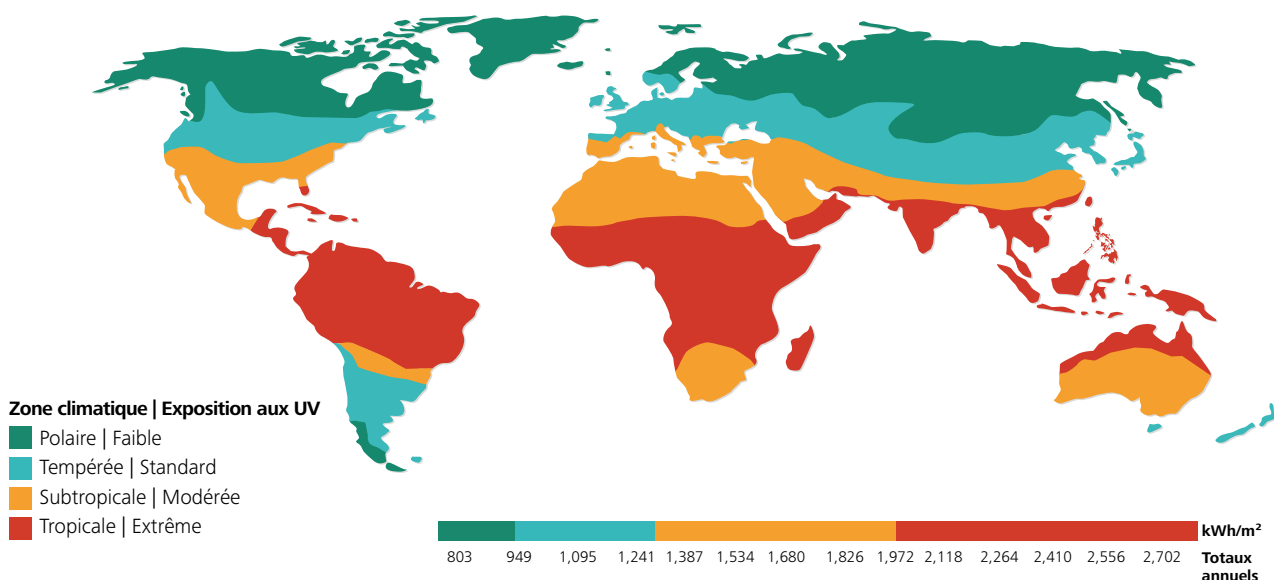 Zone climatique | Exposition aux UV
Polaire | Faible
Tempérée | Standard
Subtropicale | Modérée
Tropicale | Extrême
kWh/m²
803 949 1,095 1,241 1,387 1,534 1,680 1,826 1,972 2,118 2,264 2,410 2,556 2,702 Totaux
annuels